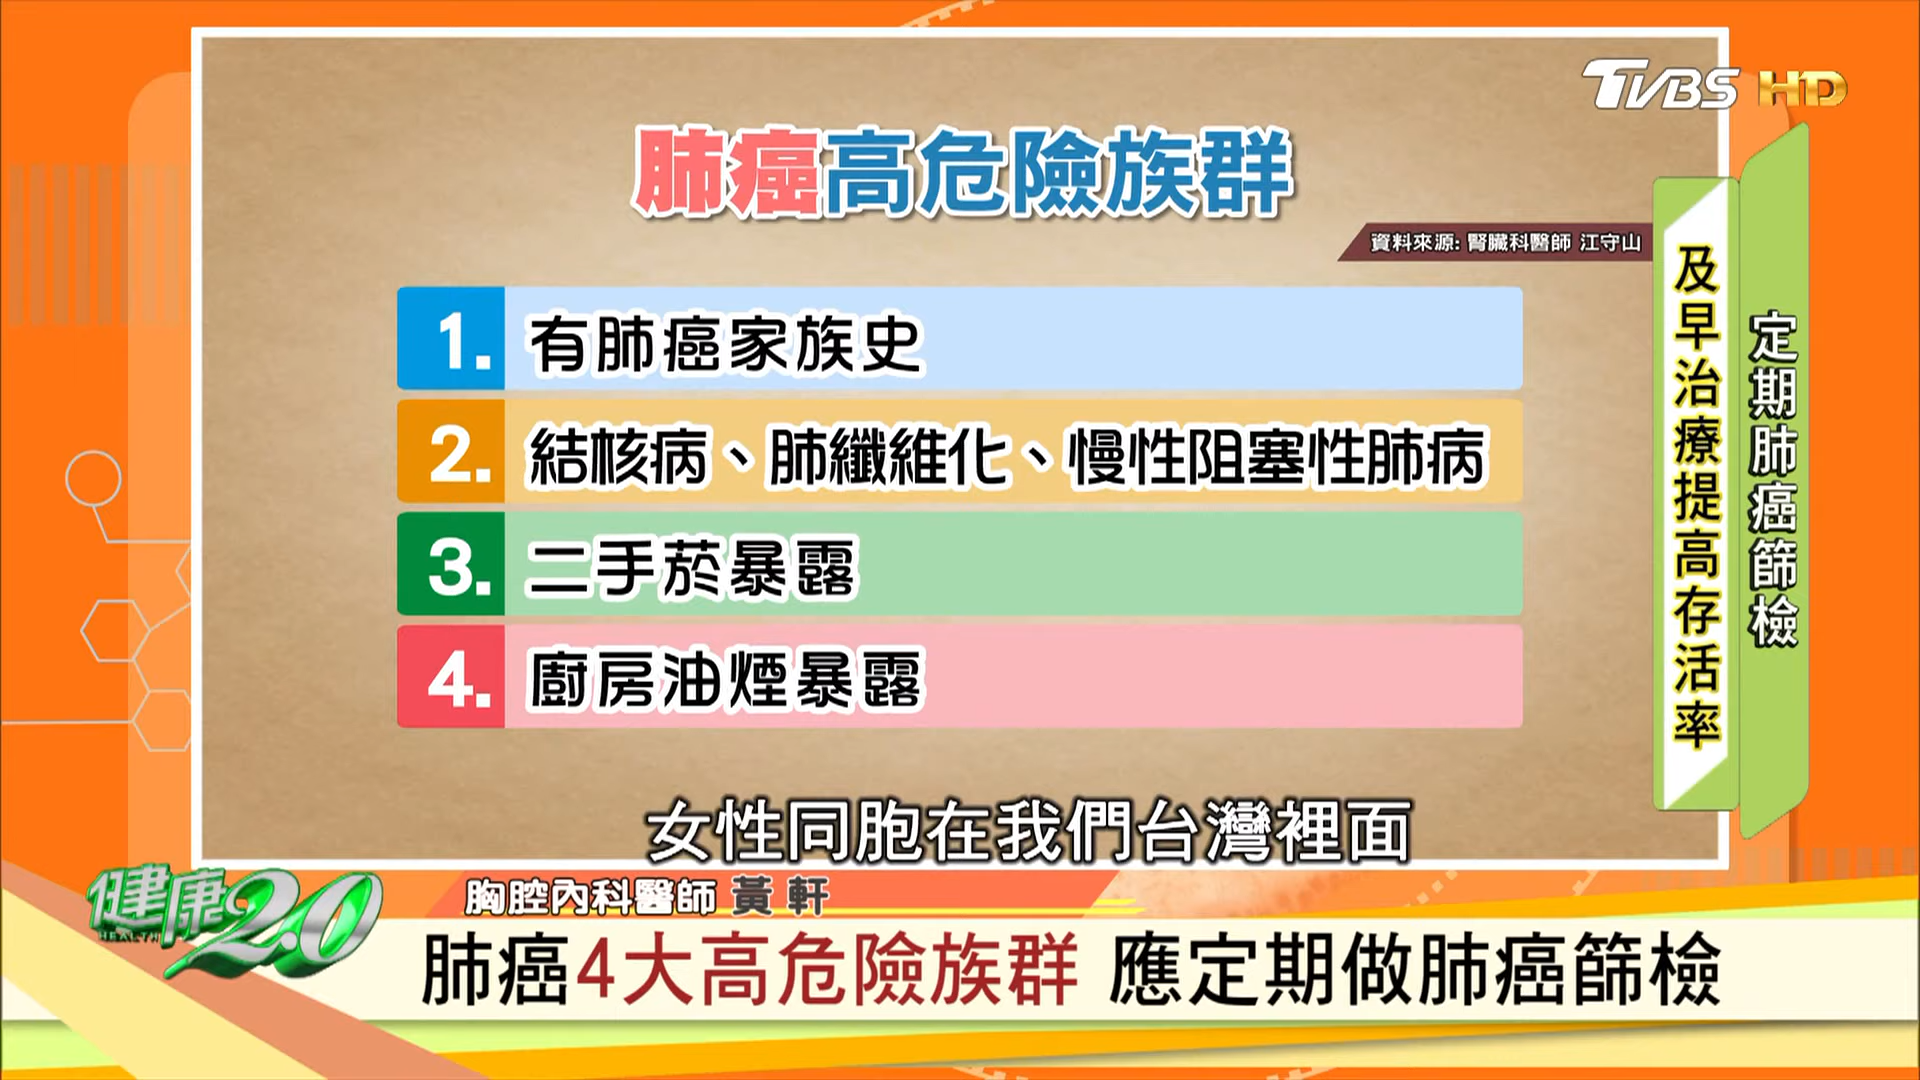 TVBS HD
肺癌高危險族群
資料來源: 腎臟科醫師 江守山
1. 有肺癌家族史
2. 結核病、肺纖維化、慢性阻塞性肺病
3. 二手菸暴露
4. 廚房油煙暴露
定期肺癌篩檢
及早治療提高存活率
女性同胞在我們台灣裡面
健康2.0
HEALTH
胸腔內科醫師 黃軒
肺癌4大高危險族群 應定期做肺癌篩檢